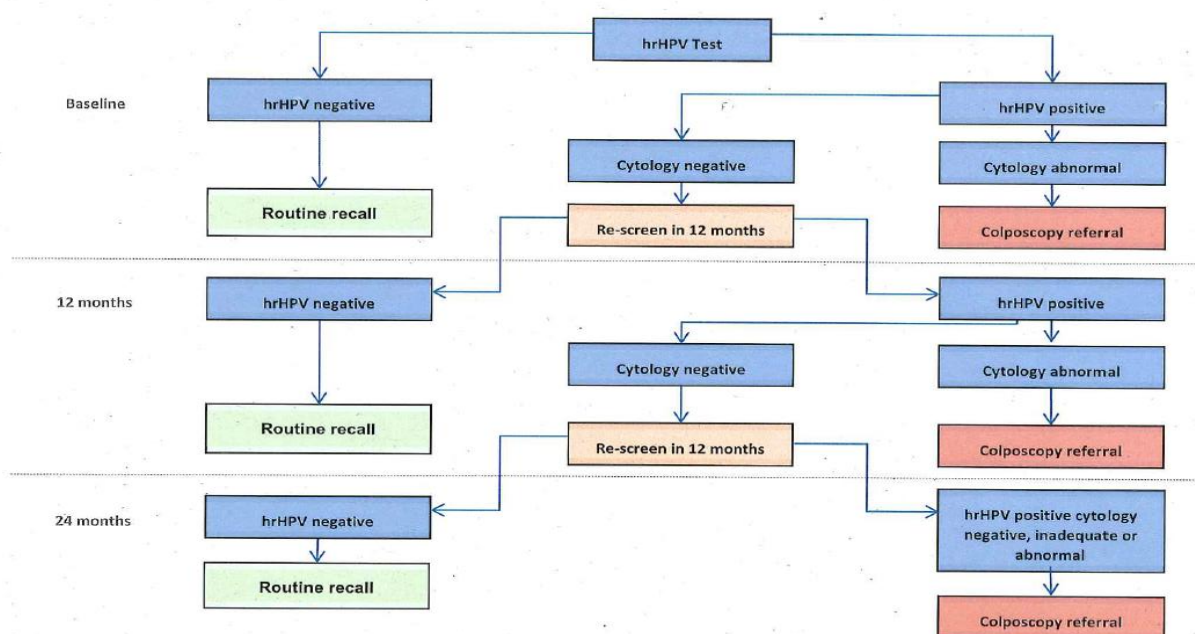 hrHPV Test
Baseline
hrHPV negative
hrHPV positive
Cytology negative
Cytology abnormal
Routine recall
Re-screen in 12 months
Colposcopy referral
12 months
hrHPV negative
hrHPV positive
Cytology negative
Cytology abnormal
Routine recall
Re-screen in 12 months
Colposcopy referral
24 months
hrHPV negative
hrHPV positive cytology
negative, inadequate or
abnormal
Routine recall
Colposcopy referral